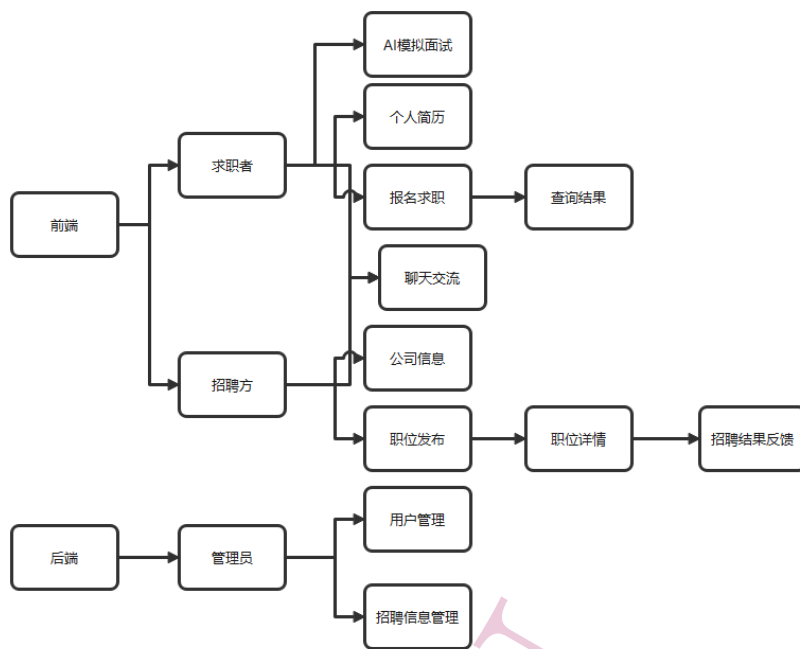 AI模拟面试
个人简历
求职者
报名求职
查询结果
前端
聊天交流
公司信息
招聘方
职位发布
职位详情
招聘结果反馈
用户管理
后端
管理员
招聘信息管理